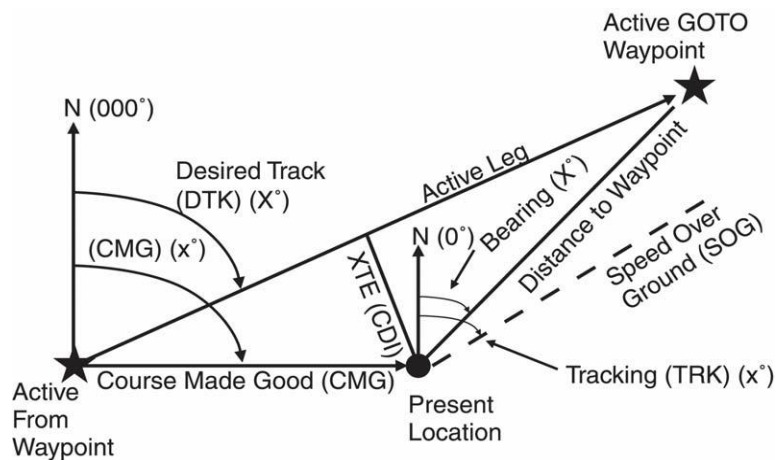 Active GOTO
Waypoint
N (000°)
Desired Track
(DTK) (X°)
(CMG) (x°)
Active Leg
N (0°)
Bearing (X°)
Distance to Waypoint
Speed Over
Ground (SOG)
XTE (CDI)
Tracking (TRK) (x°)
Course Made Good (CMG)
Active
From
Waypoint
Present
Location